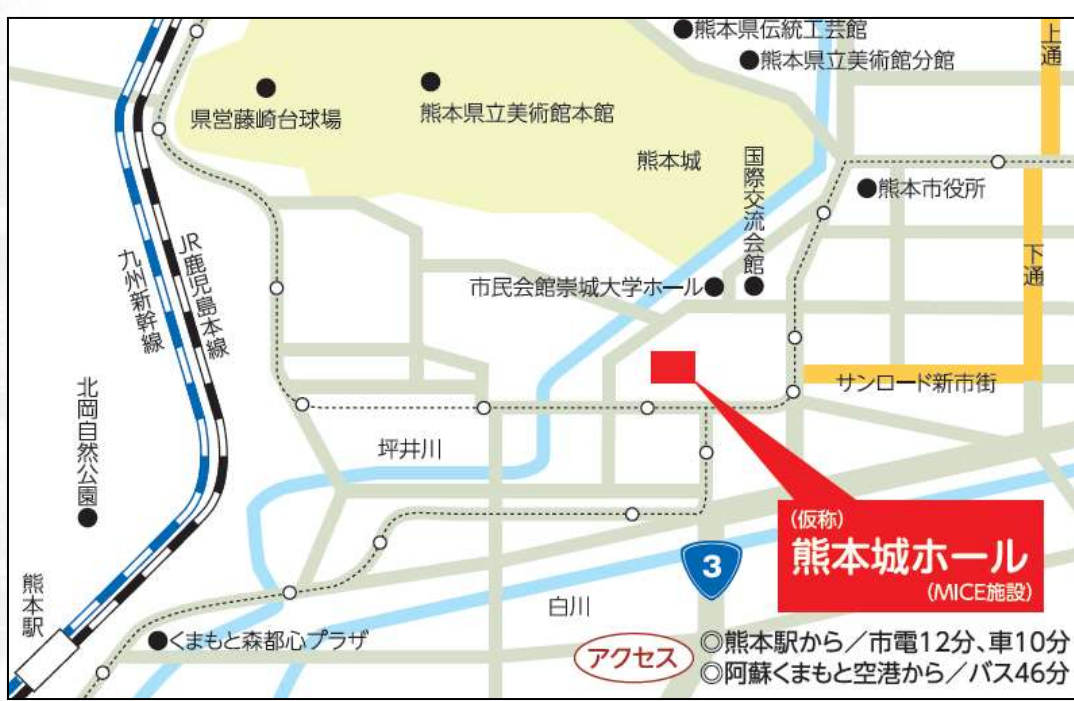 熊本県伝統工芸館
熊本県立美術館分館
上通
県営藤崎台球場
熊本県立美術館本館
熊本城
国際交流会館
熊本市役所
下通
九州新幹線
JR鹿児島本線
市民会館崇城大学ホール
サンロード新市街
北岡自然公園
坪井川
(仮称)
熊本城ホール
(MICE施設)
3
熊本駅
白川
くまもと森都心プラザ
アクセス
◎熊本駅から／市電12分、車10分
◎阿蘇くまもと空港から／バス46分